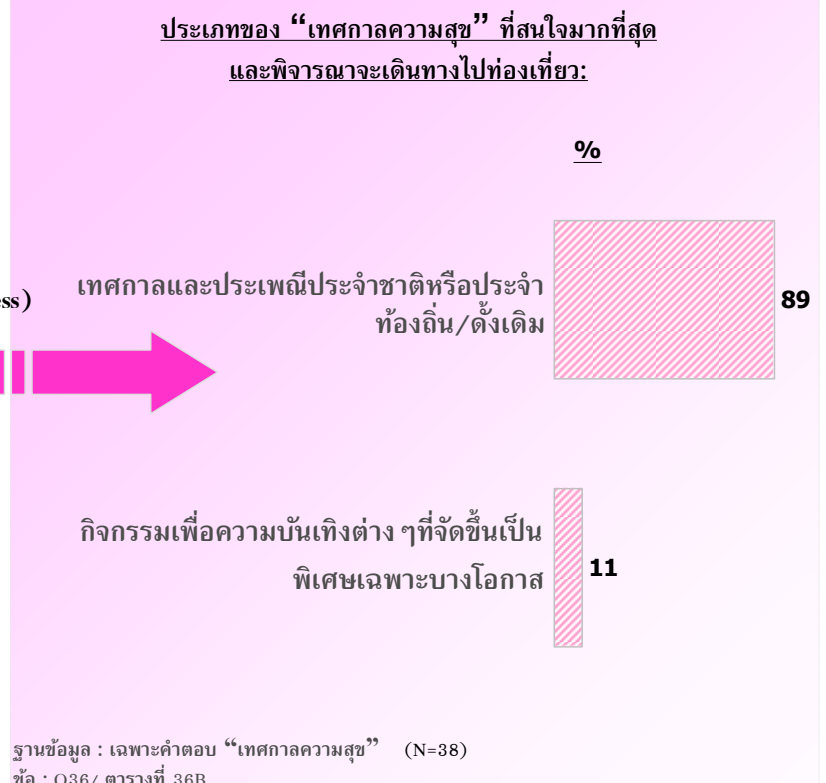 ประเภทของ “เทศกาลความสุข” ที่สนใจมากที่สุด
และพิจารณาจะเดินทางไปท่องเที่ยว:
%
ess)
เทศกาลและประเพณีประจำชาติหรือประจำ
ท้องถิ่น/ดั้งเดิม
89
กิจกรรมเพื่อความบันเทิงต่าง ๆที่จัดขึ้นเป็น
พิเศษเฉพาะบางโอกาส
11
ฐานข้อมูล : เฉพาะคำตอบ “เทศกาลความสุข” (N=38)
ข้อ : Q36/ ตารางที่ 36B